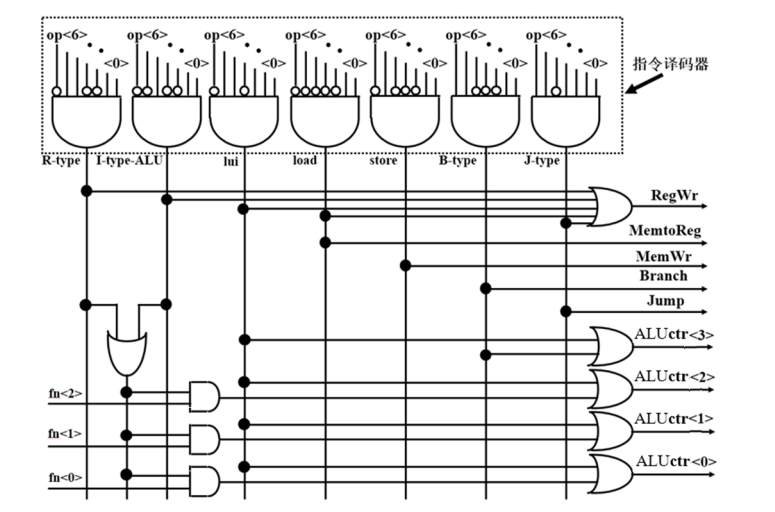 op<6> op<6> op<6> op<6> op<6> op<6> op<6>
<0> <0> <0> <0> <0> <0> <0>
指令译码器
R-type I-type-ALU lui load store B-type J-type
RegWr
MemtoReg
MemWr
Branch
Jump
ALUctr<3>
ALUctr<2>
fn<2>
ALUctr<1>
fn<1>
ALUctr<0>
fn<0>